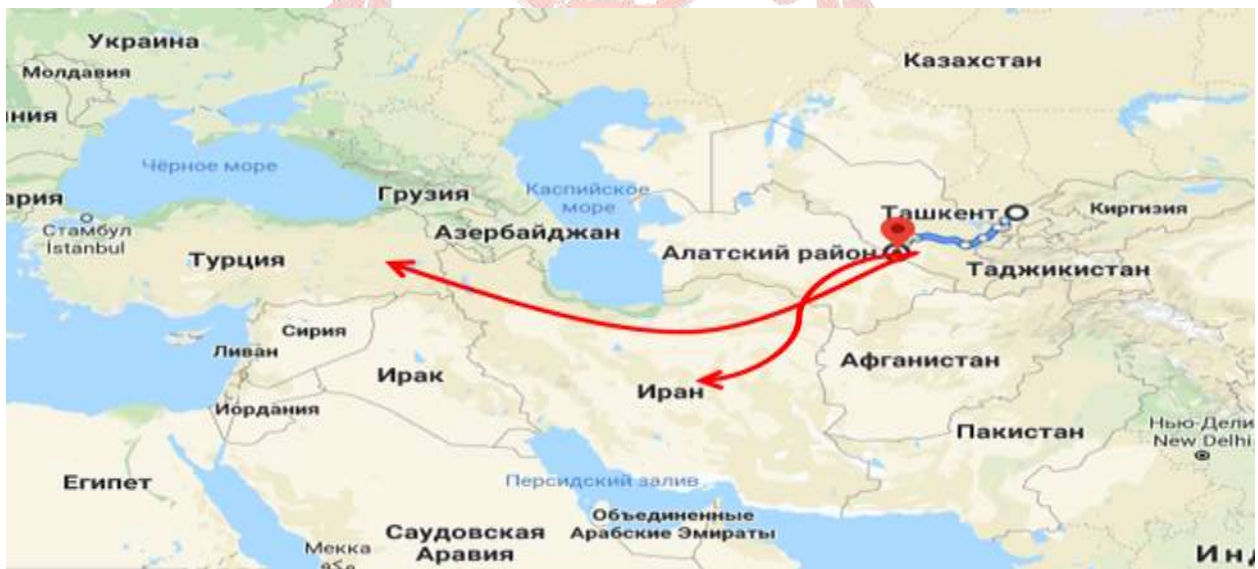 Украина
Казахстан
Молдавия
ния
Чёрное море
Каспийское
море
ария
Грузия
Ташкент
Киргизия
Стамбул
İstanbul
Азербайджан
Турция
Алатский район
Таджикистан
Сирия
Ливан
Ирак
Афганистан
Иран
Иордания
Пакистан
Нью-Дели
New Delhi
Египет
Персидский залив
Объединенные
Арабские Эмираты
Саудовская
Аравия
Мекка
مكة
Инд